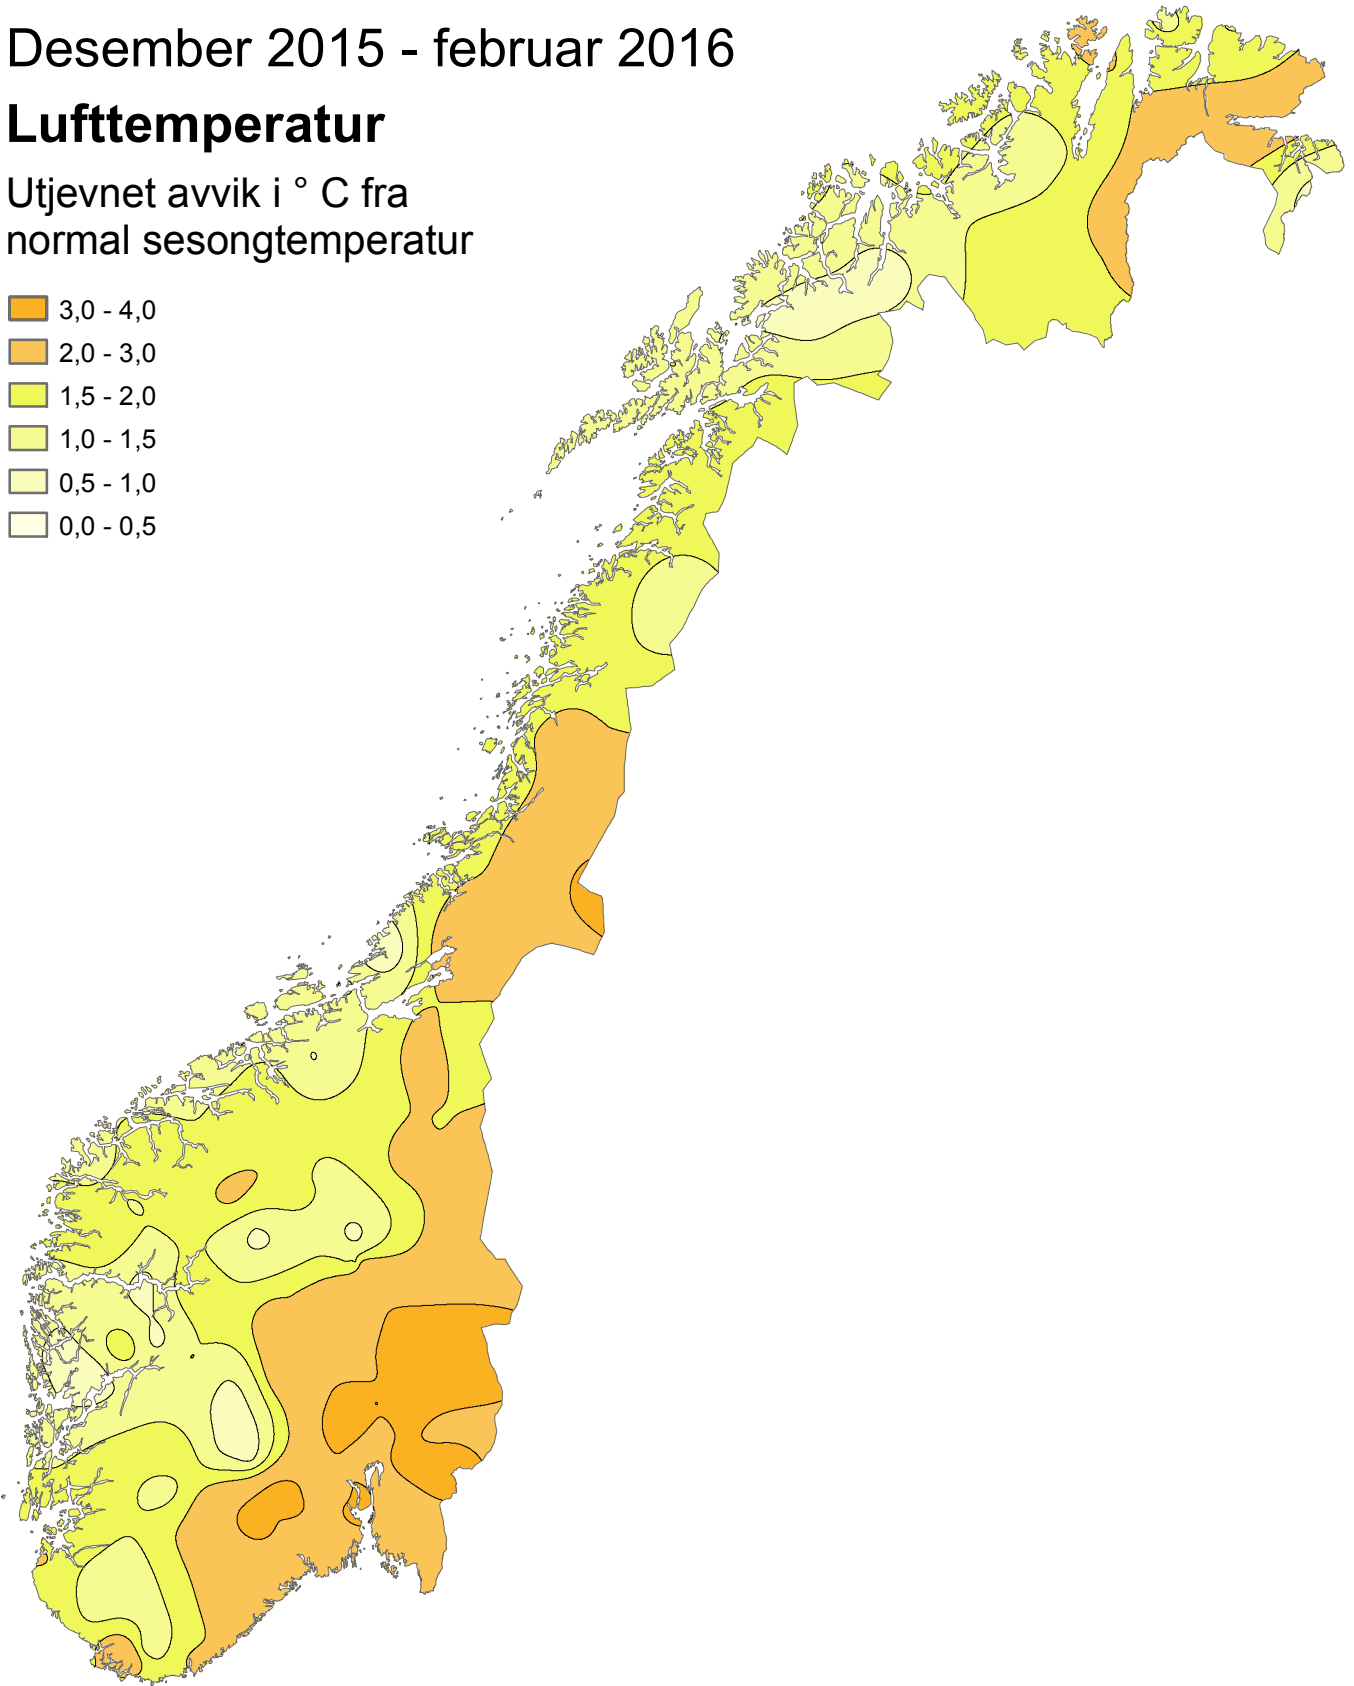 Desember 2015 - februar 2016
Lufttemperatur
Utjevnet avvik i ° C fra
normal sesongtemperatur
3,0 - 4,0
2,0 - 3,0
1,5 - 2,0
1,0 - 1,5
0,5 - 1,0
0,0 - 0,5